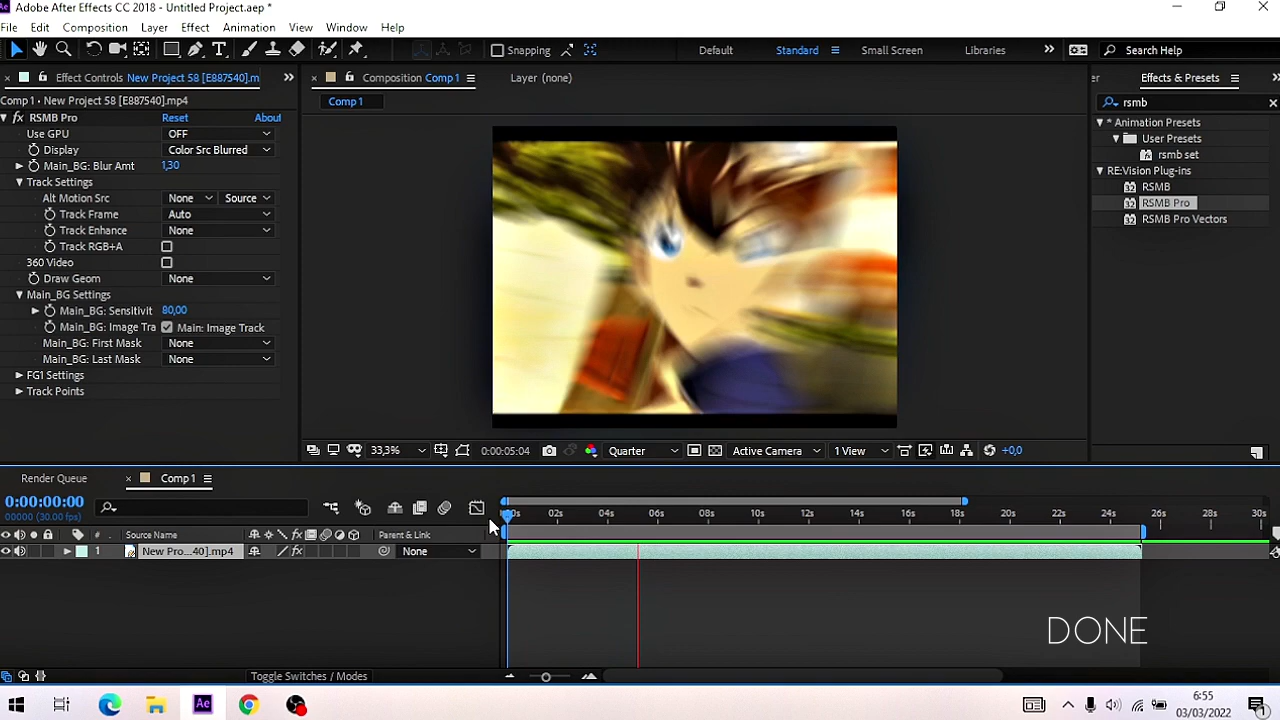 Adobe After Effects CC 2018 - Untitled Project.aep *
File Edit Composition Layer Effect Animation View Window Help
Snapping Default Standard Small Screen Libraries Search Help
Effect Controls New Project 58 [E887540].m
Composition Comp 1
Layer (none)
Effects & Presets
Comp 1 • New Project 58 [E887540].mp4
Comp 1
rsmb
fx RSMB Pro Reset About
Use GPU OFF
Display Color Src Blurred
Main_BG: Blur Amt 1,30
Track Settings
Alt Motion Src None Source
Track Frame Auto
Track Enhance None
Track RGB+A
360 Video
Draw Geom None
Main_BG Settings
Main_BG: Sensitivit 80,00
Main_BG: Image Tra Main: Image Track
Main_BG: First Mask None
Main_BG: Last Mask None
FG1 Settings
Track Points
* Animation Presets
User Presets
rsmb set
RE:Vision Plug-ins
RSMB
RSMB Pro
RSMB Pro Vectors
33,3% 0:00:05:04 Quarter Active Camera 1 View +0,0
Render Queue Comp 1
0:00:00:00
00000 (30.00 fps)
02s 04s 06s 08s 10s 12s 14s 16s 18s 20s 22s 24s 26s 28s 30s
# Source Name Parent & Link
1 New Pro...40].mp4 None
DONE
Toggle Switches / Modes
6:55
03/03/2022